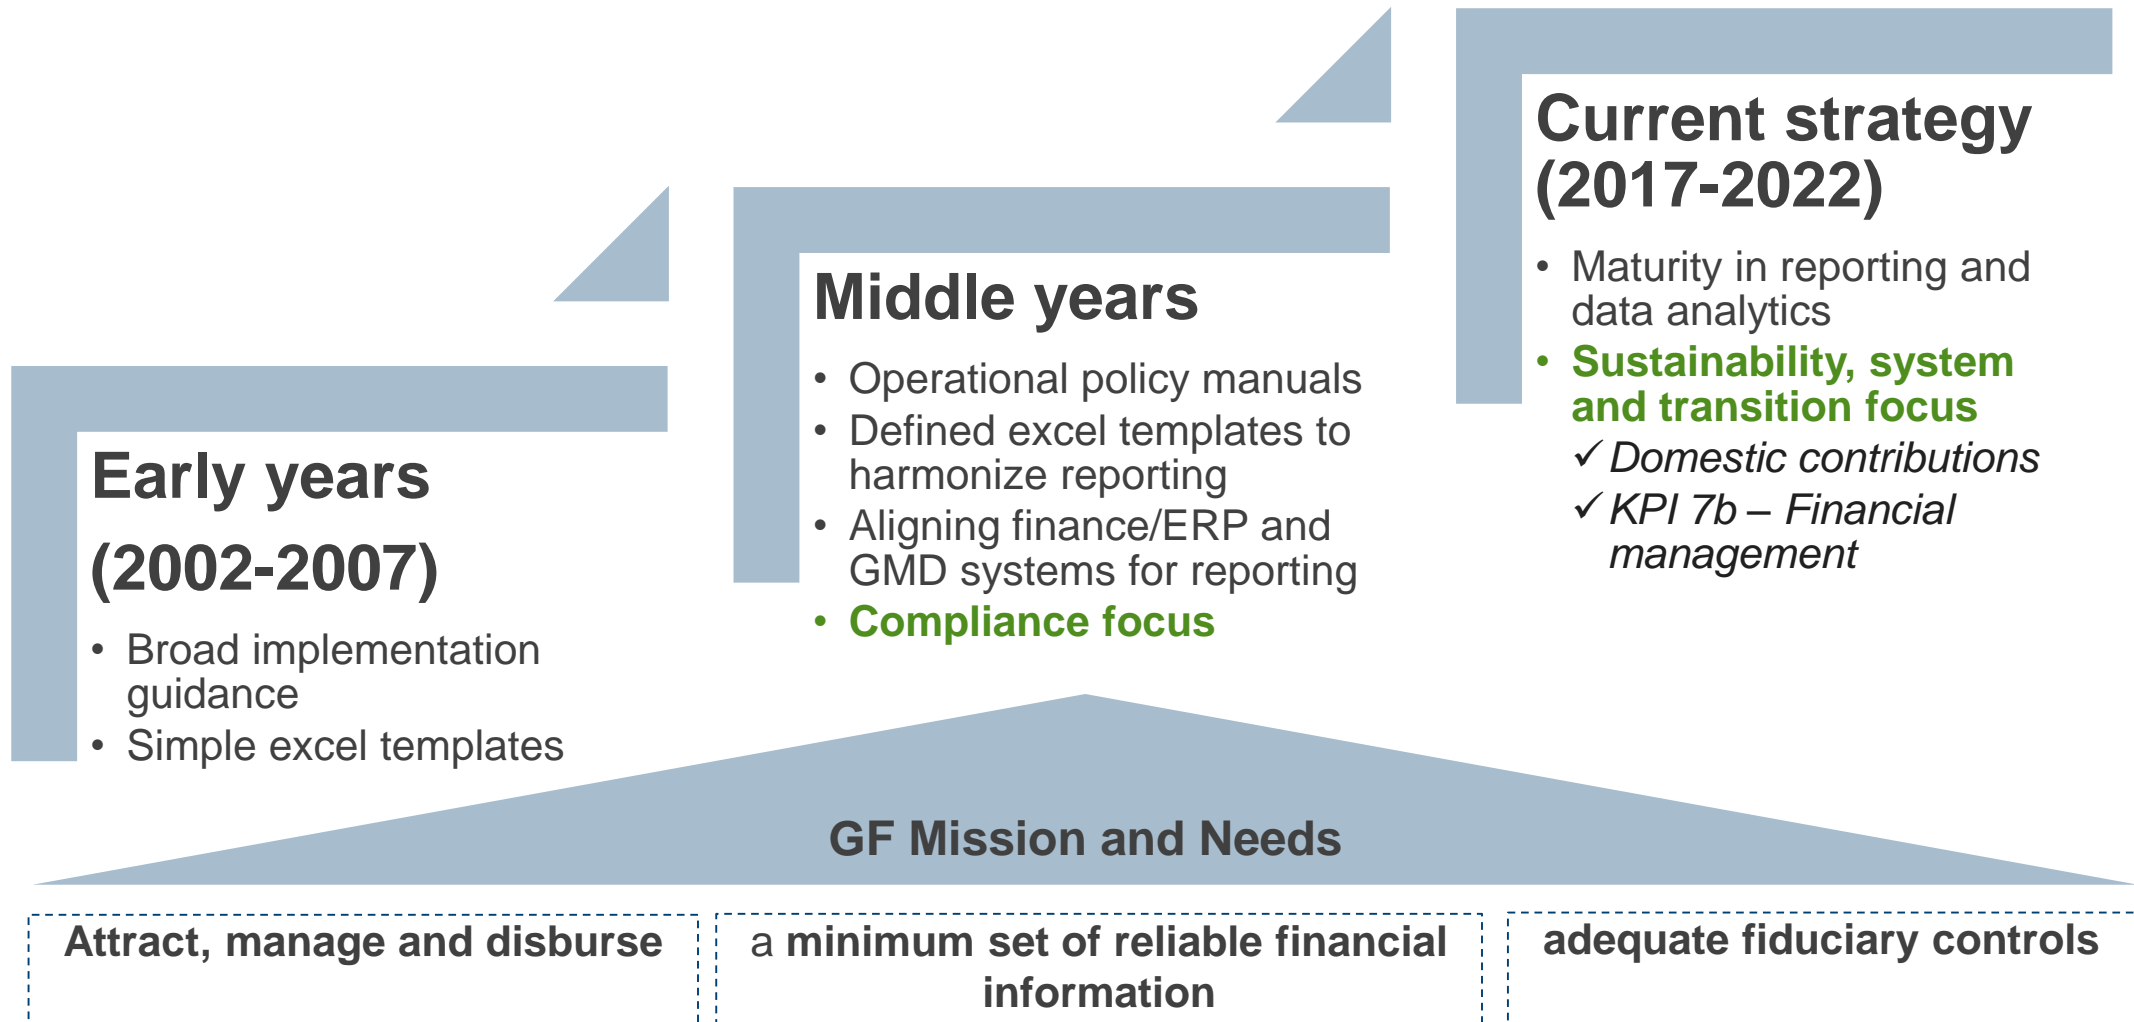 Early years
(2002-2007)
• Broad implementation
guidance
• Simple excel templates
Middle years
• Operational policy manuals
• Defined excel templates to
harmonize reporting
• Aligning finance/ERP and
GMD systems for reporting
• Compliance focus
Current strategy
(2017-2022)
• Maturity in reporting and
data analytics
• Sustainability, system
and transition focus
✓ Domestic contributions
✓ KPI 7b – Financial
management
GF Mission and Needs
Attract, manage and disburse
a minimum set of reliable financial
information
adequate fiduciary controls